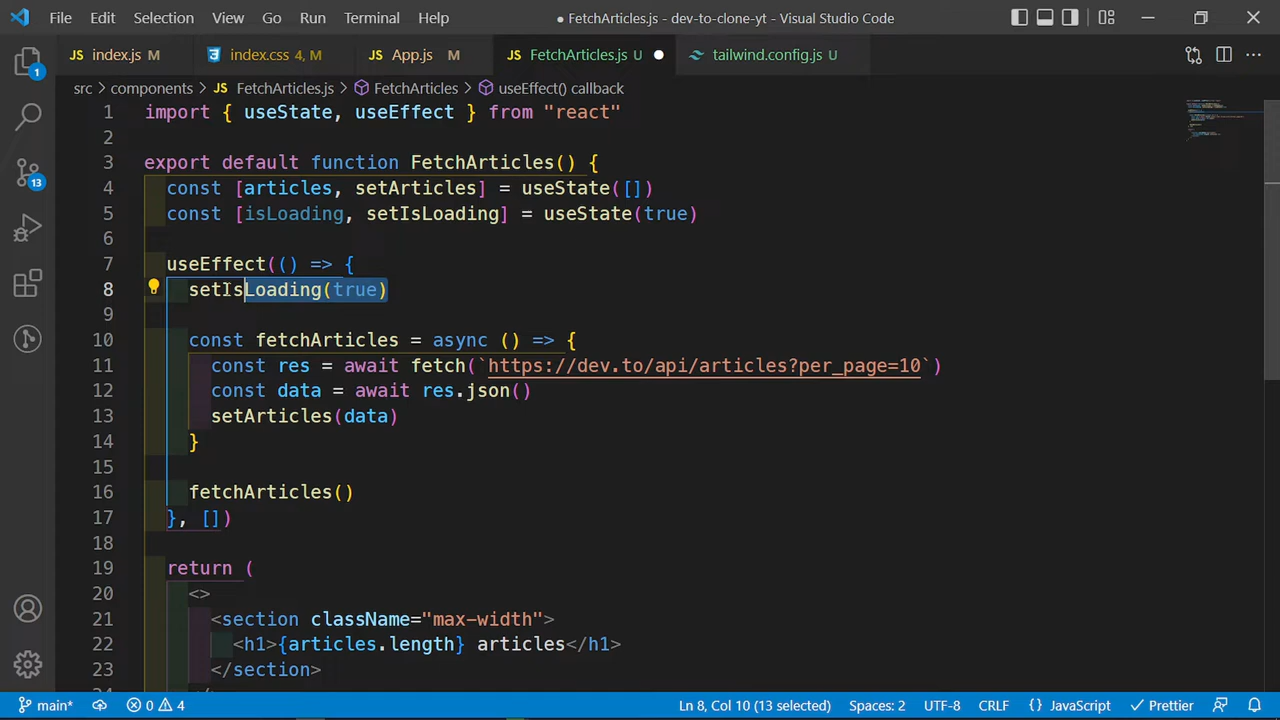 File Edit Selection View Go Run Terminal Help ● FetchArticles.js - dev-to-clone-yt - Visual Studio Code
index.js M index.css 4, M App.js M JS FetchArticles.js U tailwind.config.js U
1
src > components > JS FetchArticles.js > FetchArticles > useEffect() callback
1 import { useState, useEffect } from "react"
2
3 export default function FetchArticles() {
4 const [articles, setArticles] = useState([])
5 const [isLoading, setIsLoading] = useState(true)
6
7 useEffect(() => {
8 setIsLoading(true)
9
10 const fetchArticles = async () => {
11 const res = await fetch(`https://dev.to/api/articles?per_page=10`)
12 const data = await res.json()
13 setArticles(data)
14 }
15
16 fetchArticles()
17 }, [])
18
19 return (
20 <>
21 <section className="max-width">
22 <h1>{articles.length} articles</h1>
23 </section>
13
main* 0 4 Ln 8, Col 10 (13 selected) Spaces: 2 UTF-8 CRLF {} JavaScript Prettier